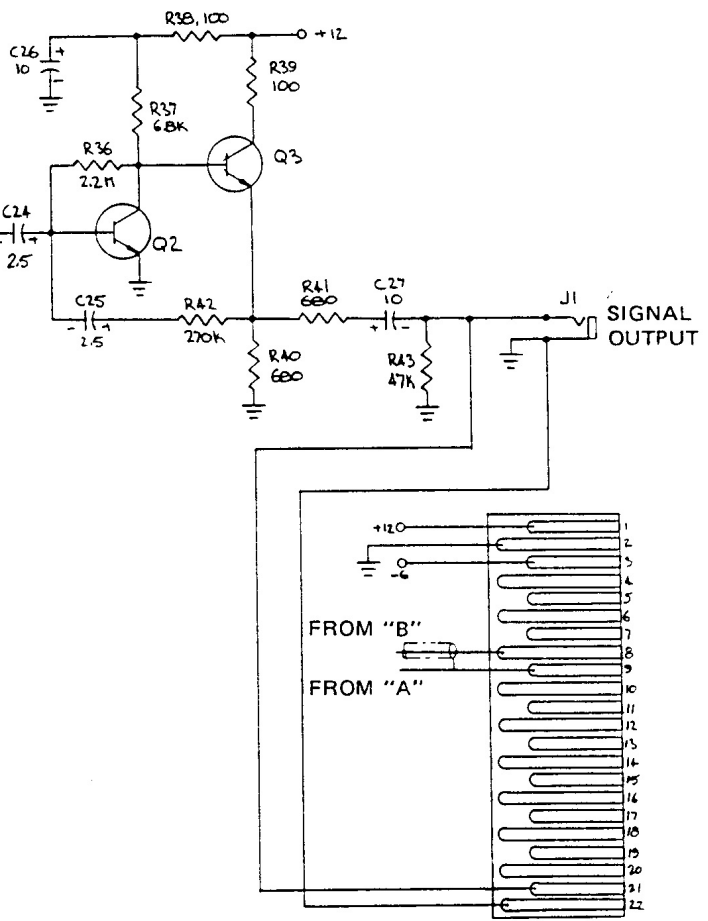 R38, 100
+12
C26
10
+
-
R39
100
R37
6.8K
R36
2.2M
Q3
C24
- +
2.5
Q2
C25
- +
2.5
R42
270K
R41
680
C27
10
+ -
J1
SIGNAL
OUTPUT
R40
680
R43
47K
+12
-6
FROM "B"
FROM "A"
1
2
3
4
5
6
7
8
9
10
11
12
13
14
15
16
17
18
19
20
21
22